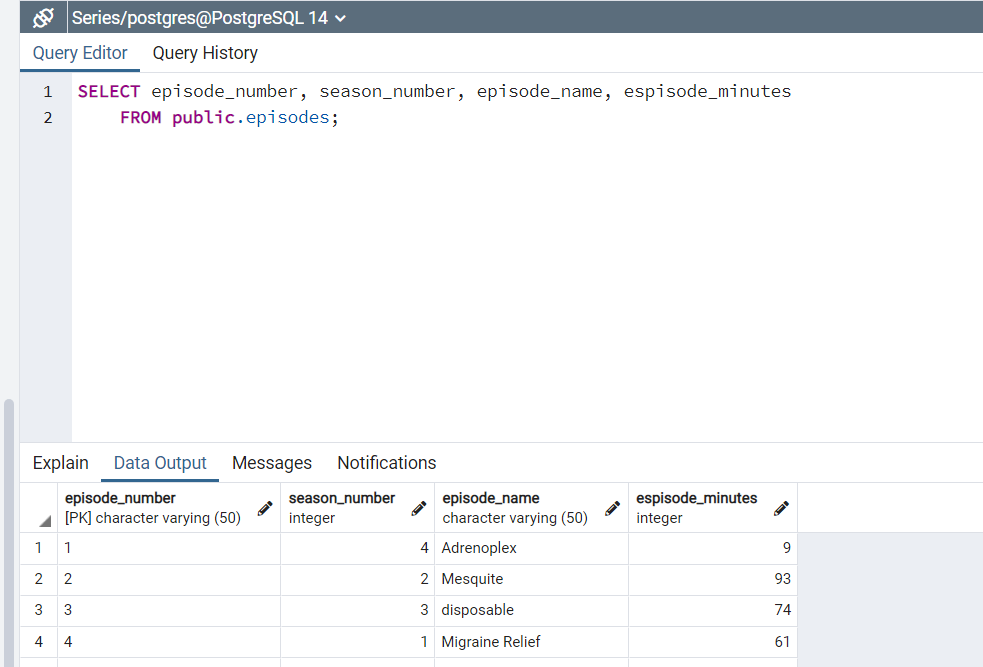 Series/postgres@PostgreSQL 14
Query Editor Query History
1 SELECT episode_number, season_number, episode_name, espisode_minutes
2 FROM public.episodes;
Explain Data Output Messages Notifications
episode_number season_number episode_name espisode_minutes
[PK] character varying (50) integer character varying (50) integer
1 1 4 Adrenoplex 9
2 2 2 Mesquite 93
3 3 3 disposable 74
4 4 1 Migraine Relief 61